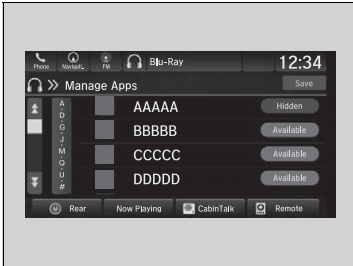 Phone Navigati.. FM Blu-Ray 12:34
Manage Apps Save
A D G J M Q U #
AAAAA Hidden
BBBBB Available
CCCCC Available
DDDDD Available
Rear Now Playing CabinTalk Remote